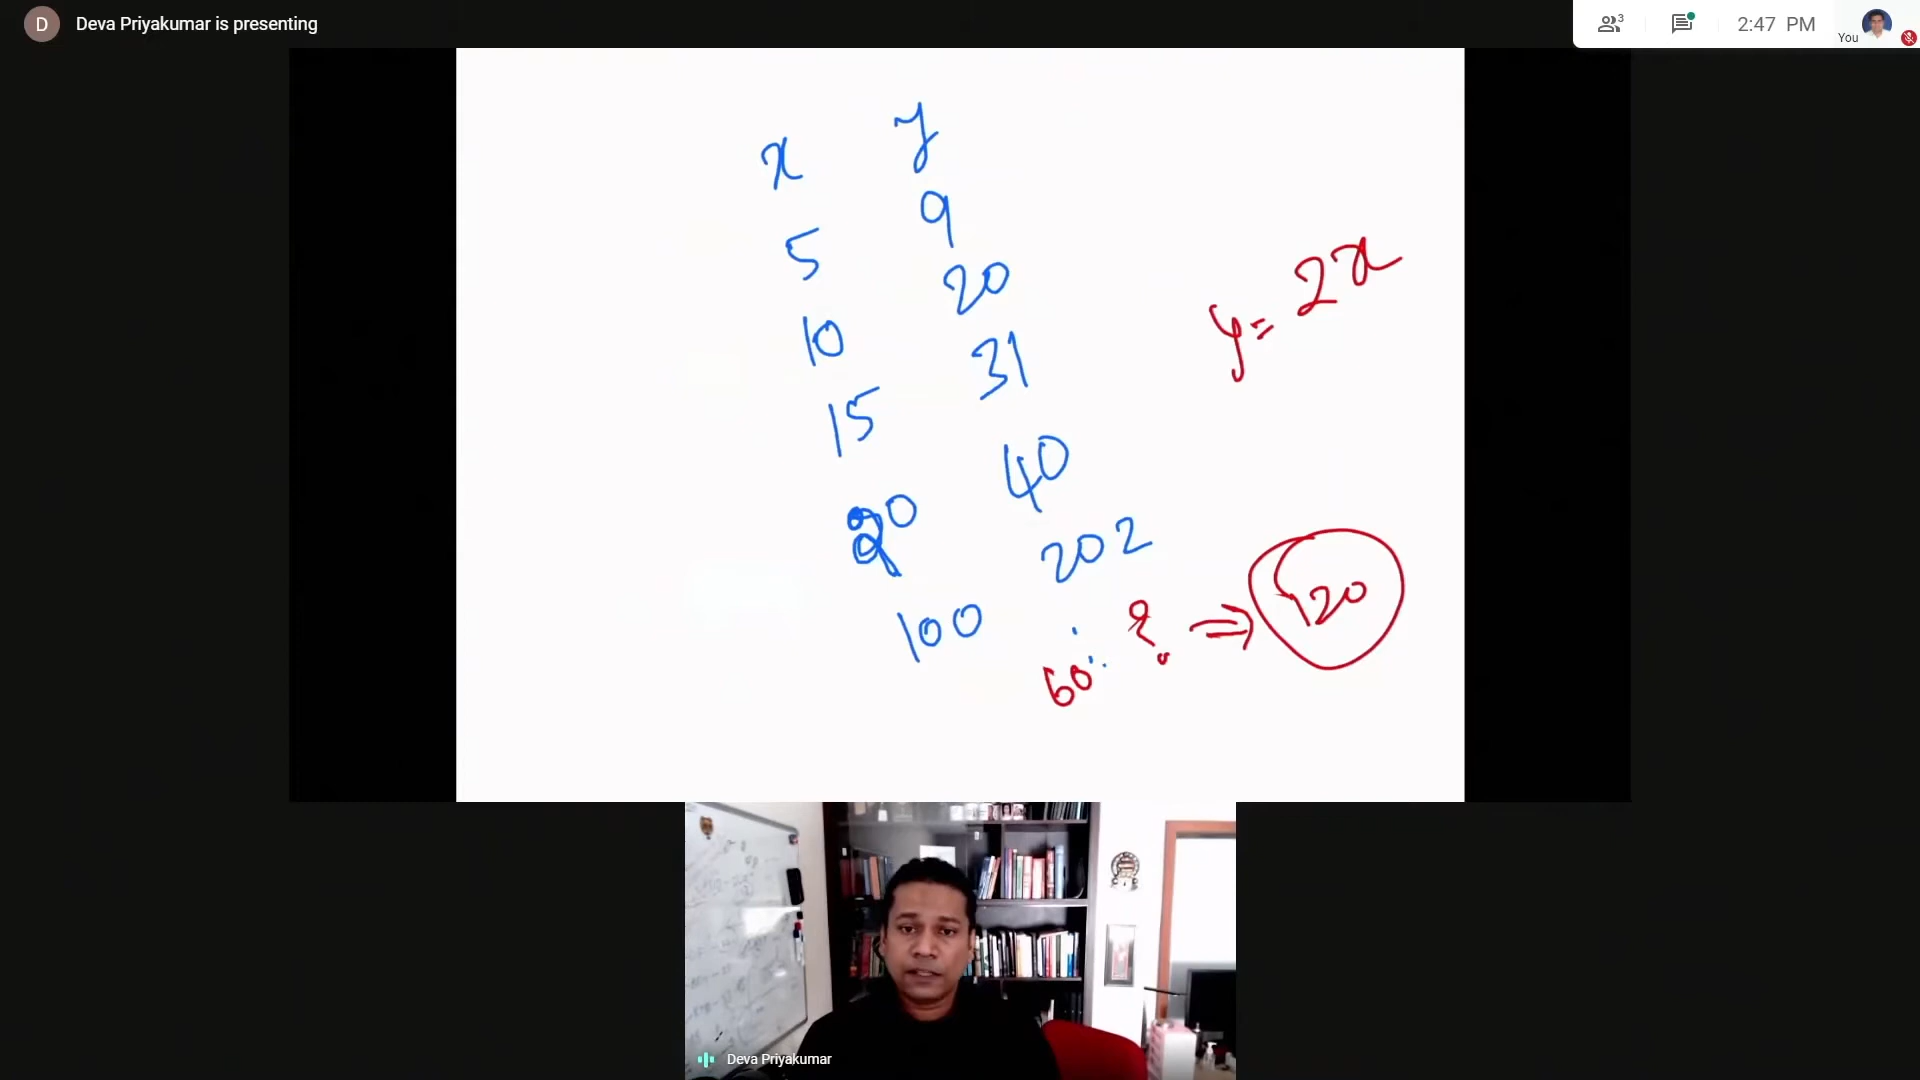 D Deva Priyakumar is presenting
3 2:47 PM You
x y
5 9
10 20
15 31
20 40
100 202
y = 2x
60 ? ⇒ 120
Deva Priyakumar